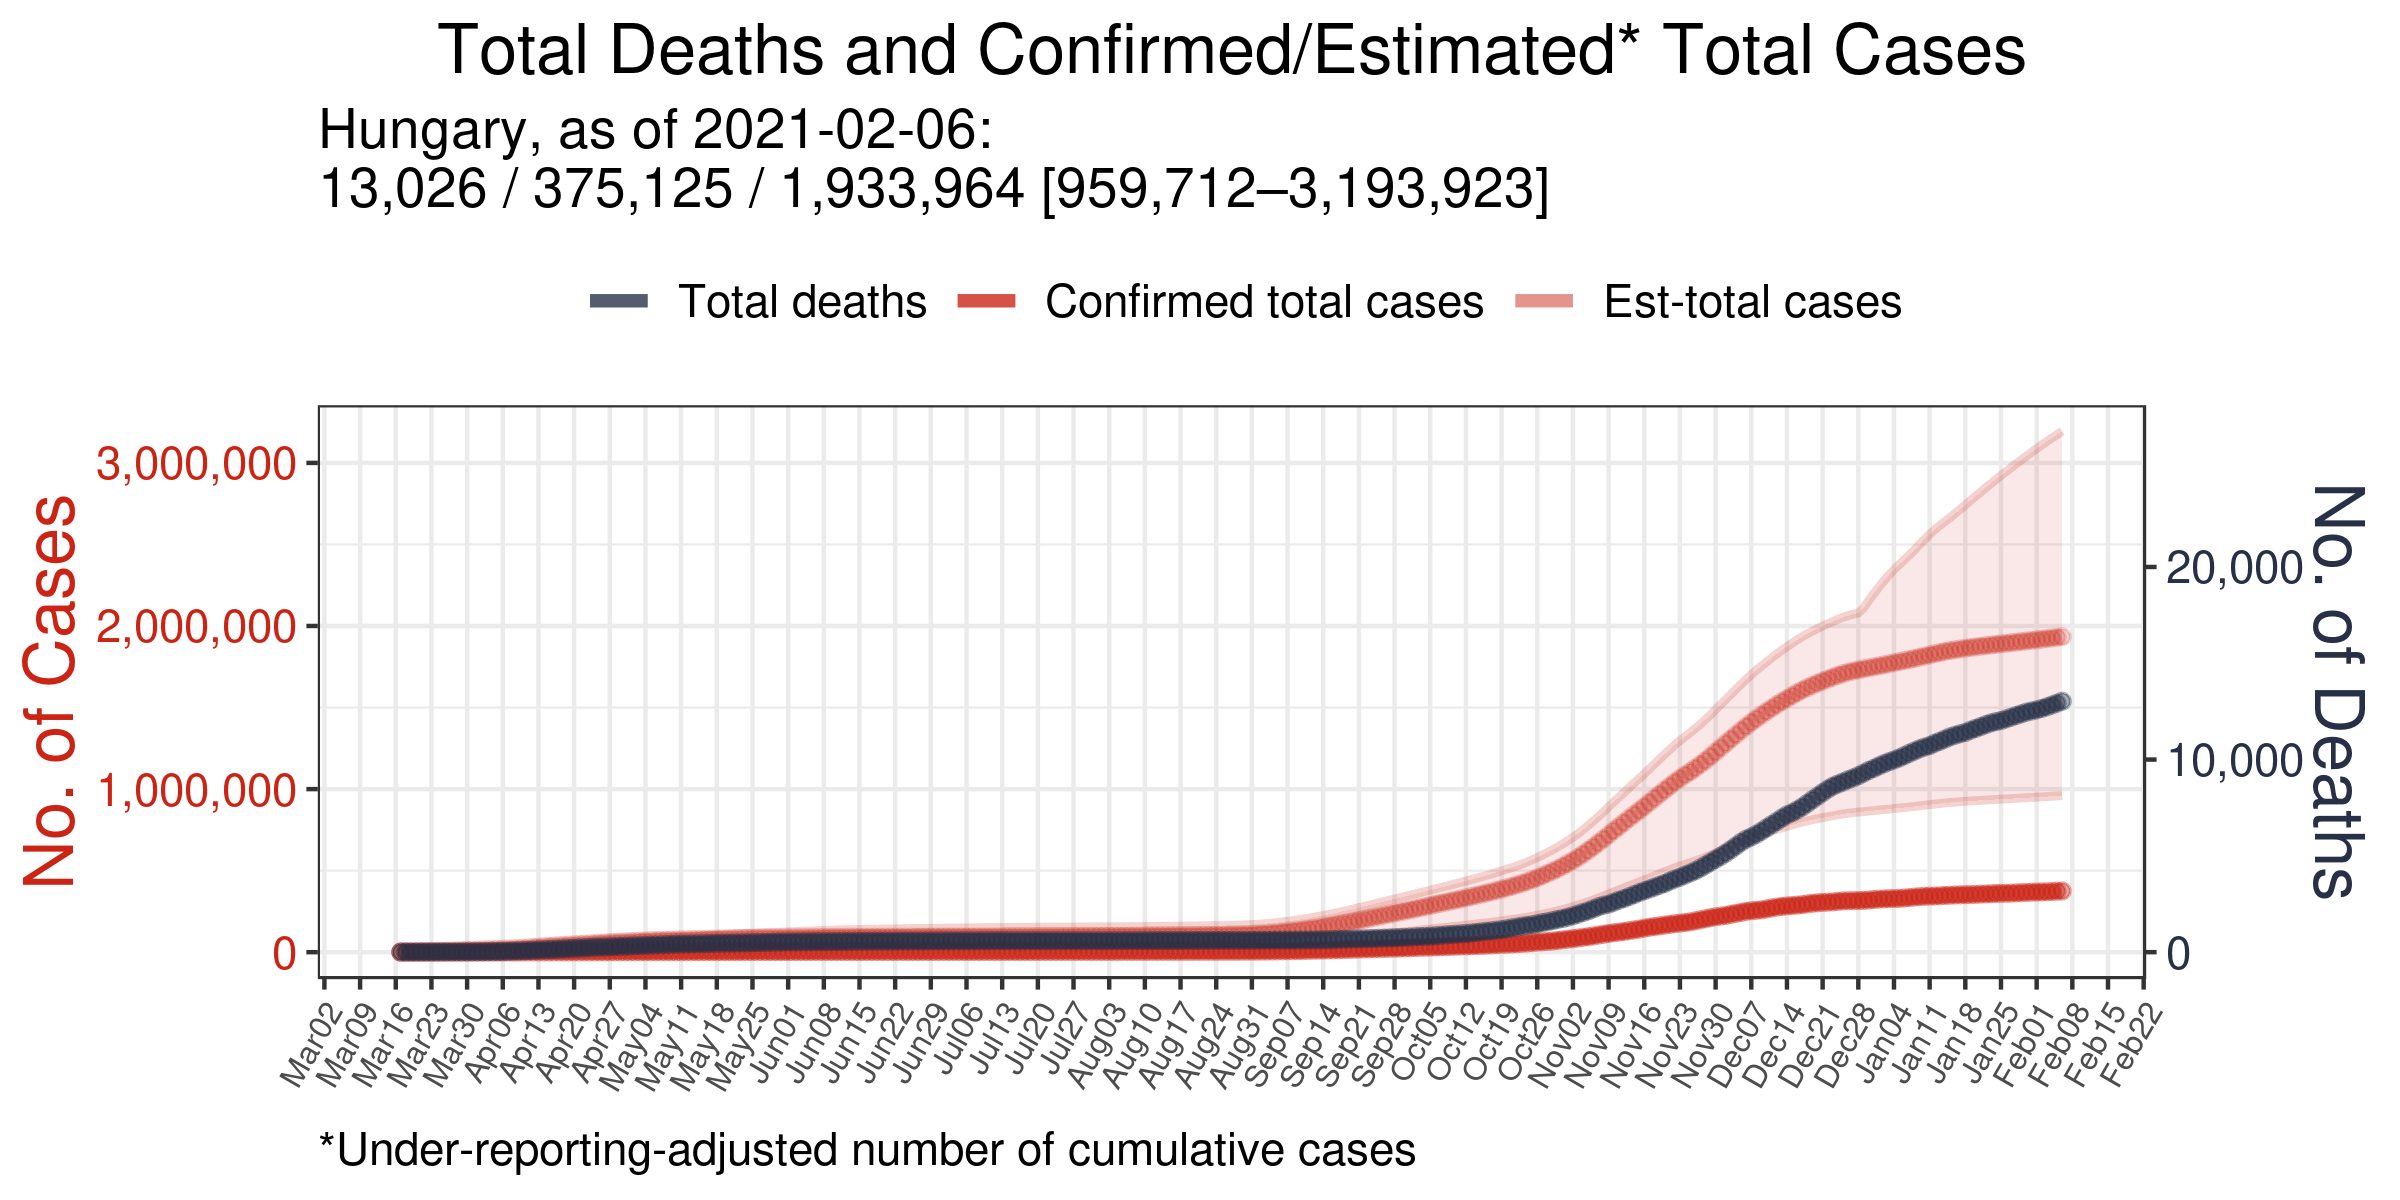 Total Deaths and Confirmed/Estimated* Total Cases
Hungary, as of 2021-02-06:
13,026 / 375,125 / 1,933,964 [959,712–3,193,923]
Total deaths
Confirmed total cases
Est-total cases
No. of Cases
3,000,000
2,000,000
1,000,000
0
20,000
10,000
0
No. of Deaths
Mar02
Mar09
Mar16
Mar23
Mar30
Apr06
Apr13
Apr20
Apr27
May04
May11
May18
May25
Jun01
Jun08
Jun15
Jun22
Jun29
Jul06
Jul13
Jul20
Jul27
Aug03
Aug10
Aug17
Aug24
Aug31
Sep07
Sep14
Sep21
Sep28
Oct05
Oct12
Oct19
Oct26
Nov02
Nov09
Nov16
Nov23
Nov30
Dec07
Dec14
Dec21
Dec28
Jan04
Jan11
Jan18
Jan25
Feb01
Feb08
Feb15
Feb22
*Under-reporting-adjusted number of cumulative cases